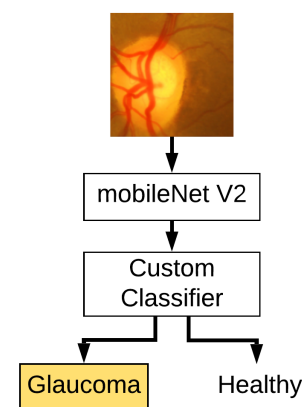 mobileNet V2
Custom
Classifier
Glaucoma
Healthy